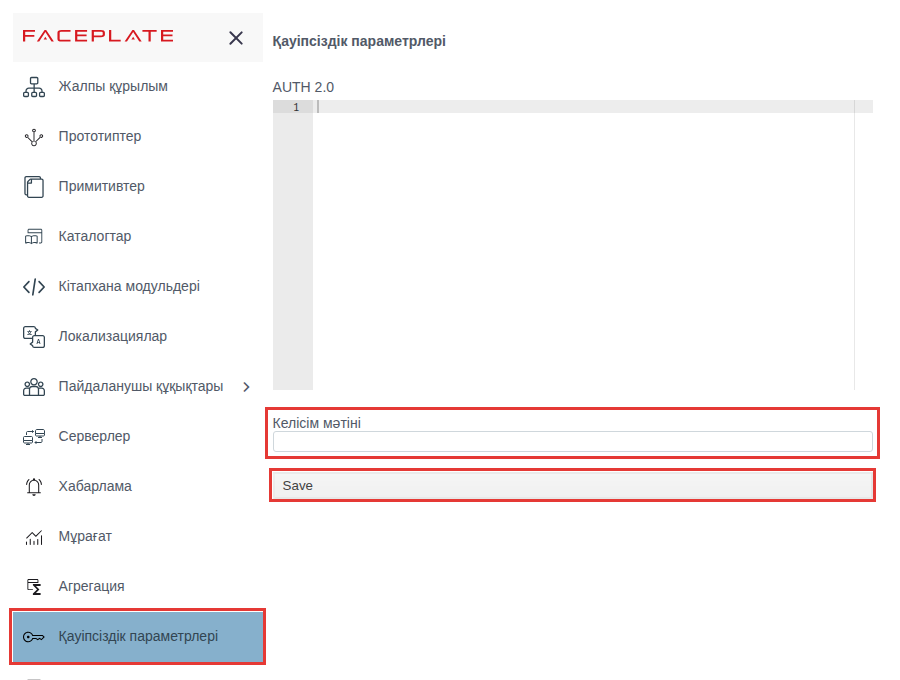 FACEPLATE
Жалпы құрылым
Прототиптер
Примитивтер
Каталогтар
Кітапхана модульдері
Локализациялар
Пайдаланушы құқықтары
Серверлер
Хабарлама
Мұрағат
Агрегация
Қауіпсіздік параметрлері
Қауіпсіздік параметрлері
AUTH 2.0
1
Келісім мәтіні
Save